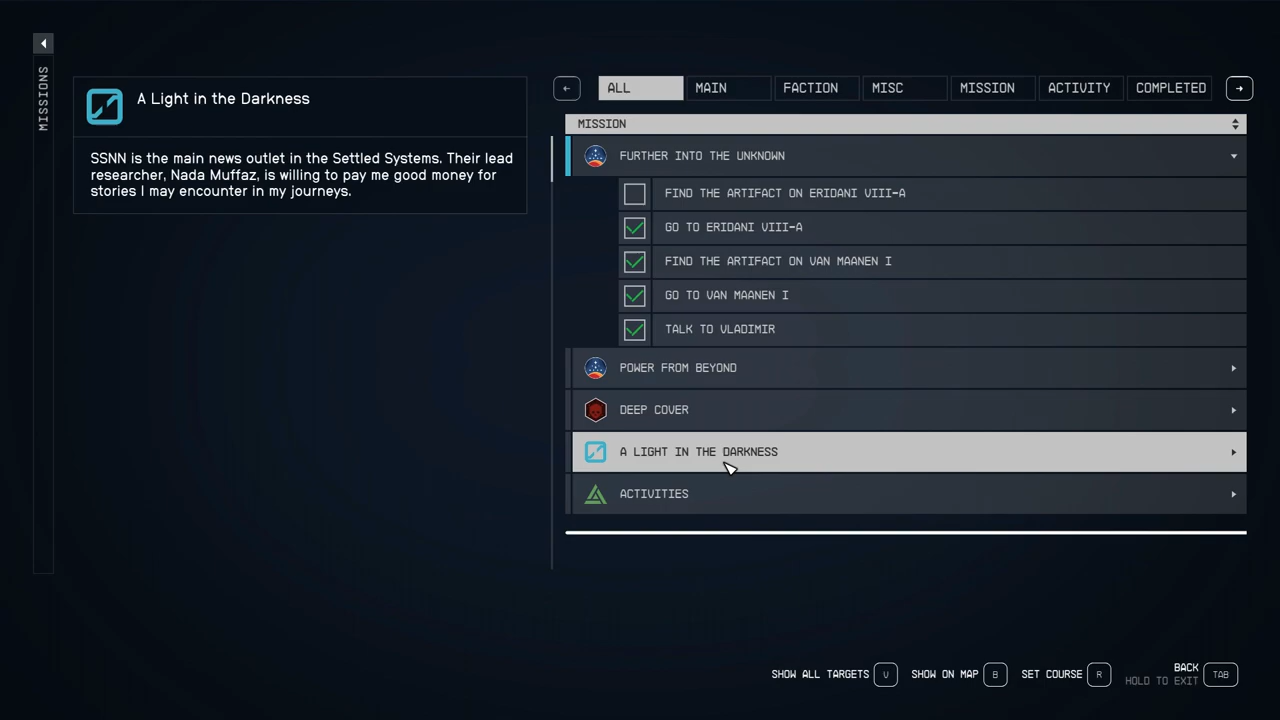 MISSIONS
A Light in the Darkness
SSNN is the main news outlet in the Settled Systems. Their lead
researcher, Nada Muffaz, is willing to pay me good money for
stories I may encounter in my journeys.
ALL MAIN FACTION MISC MISSION ACTIVITY COMPLETED
MISSION
FURTHER INTO THE UNKNOWN
FIND THE ARTIFACT ON ERIDANI VIII-A
GO TO ERIDANI VIII-A
FIND THE ARTIFACT ON VAN MAANEN I
GO TO VAN MAANEN I
TALK TO VLADIMIR
POWER FROM BEYOND
DEEP COVER
A LIGHT IN THE DARKNESS
ACTIVITIES
SHOW ALL TARGETS V SHOW ON MAP B SET COURSE R BACK TAB
HOLD TO EXIT